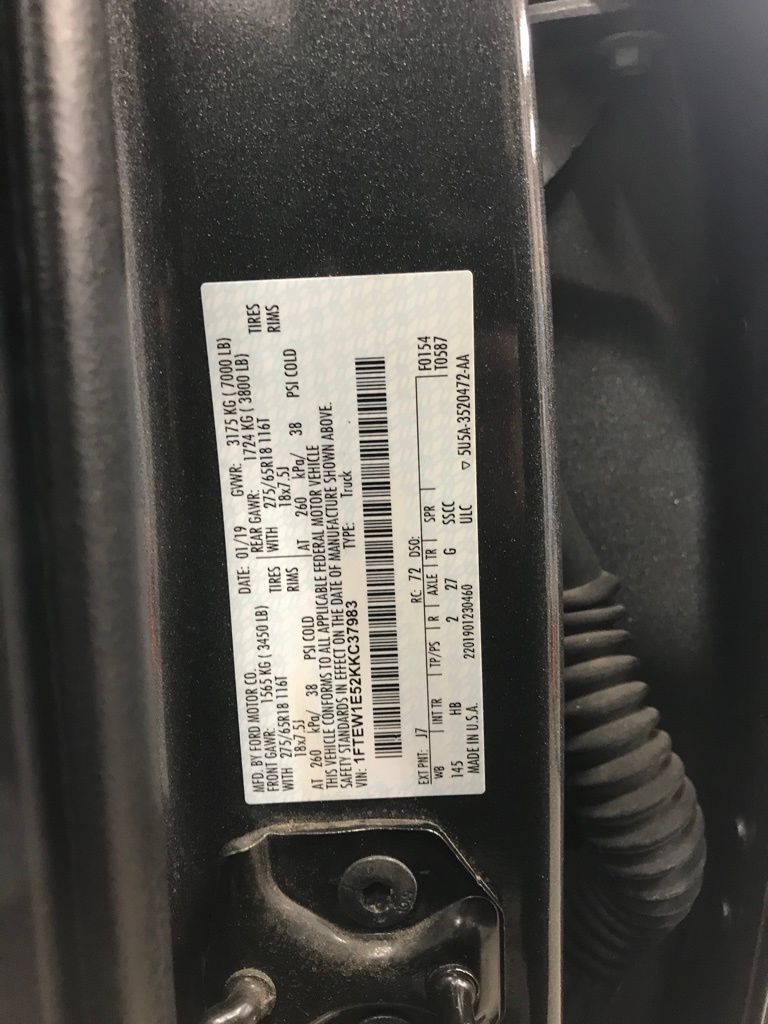 MFD. BY FORD MOTOR CO.
DATE: 01/19 GVWR: 3175 KG ( 7000 LB)
FRONT GAWR: 1565 KG ( 3450 LB) REAR GAWR: 1724 KG ( 3800 LB)
WITH 275/65R18 116T TIRES WITH 275/65R18 116T TIRES
18x7.5J RIMS 18x7.5J RIMS
AT 260 kPa/ 38 PSI COLD AT 260 kPa/ 38 PSI COLD
THIS VEHICLE CONFORMS TO ALL APPLICABLE FEDERAL MOTOR VEHICLE
SAFETY STANDARDS IN EFFECT ON THE DATE OF MANUFACTURE SHOWN ABOVE.
VIN: 1FTEW1E52KKC37983 TYPE: Truck
EXT PNT: J7 RC: 72 DSO: F0154
WB INT TR TP/PS R AXLE TR SPR T0587
145 HB 2 27 G SSCC
2201901230460 ULC
MADE IN U.S.A. ▽ 5U5A-3520472-AA